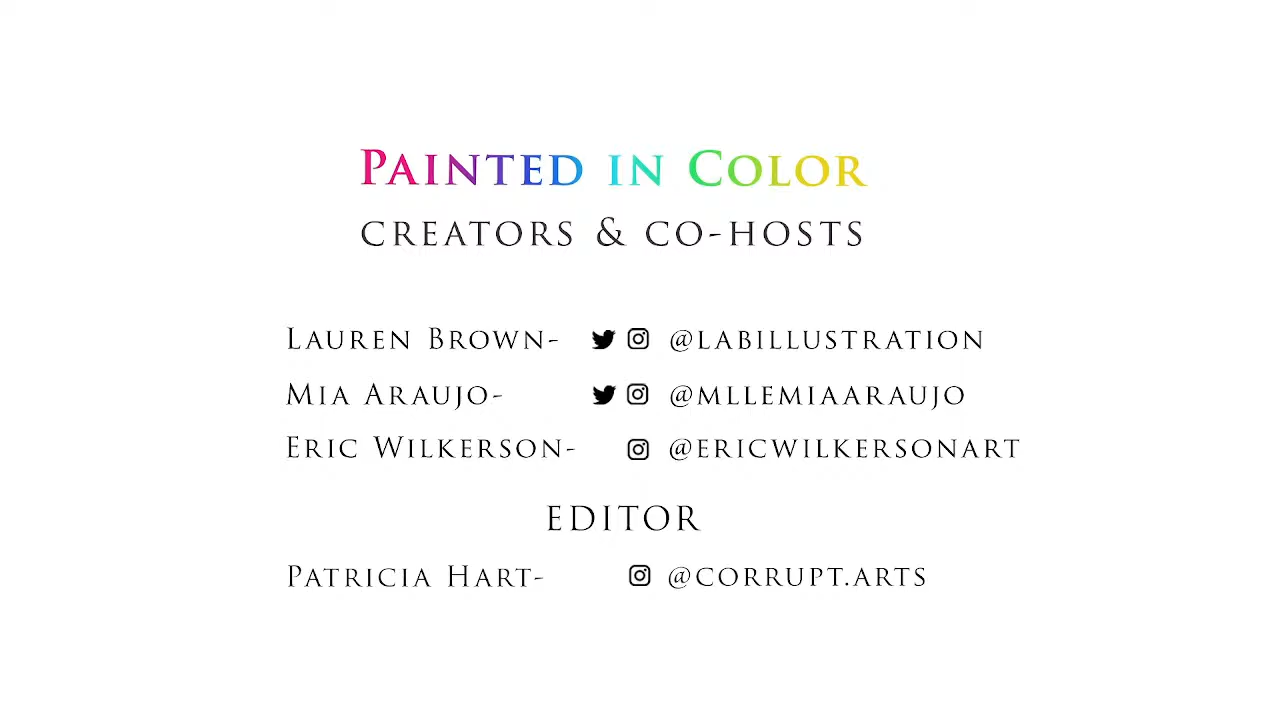 Painted in Color
creators & co-hosts
Lauren Brown- @labillustration
Mia Araujo- @mllemiaaraujo
Eric Wilkerson- @ericwilkersonart
editor
Patricia Hart- @corrupt.arts